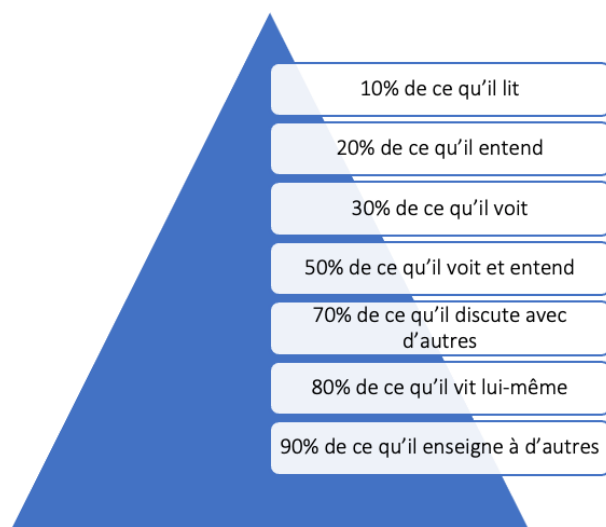 10% de ce qu'il lit
20% de ce qu'il entend
30% de ce qu'il voit
50% de ce qu'il voit et entend
70% de ce qu'il discute avec
d'autres
80% de ce qu'il vit lui-même
90% de ce qu'il enseigne à d'autres